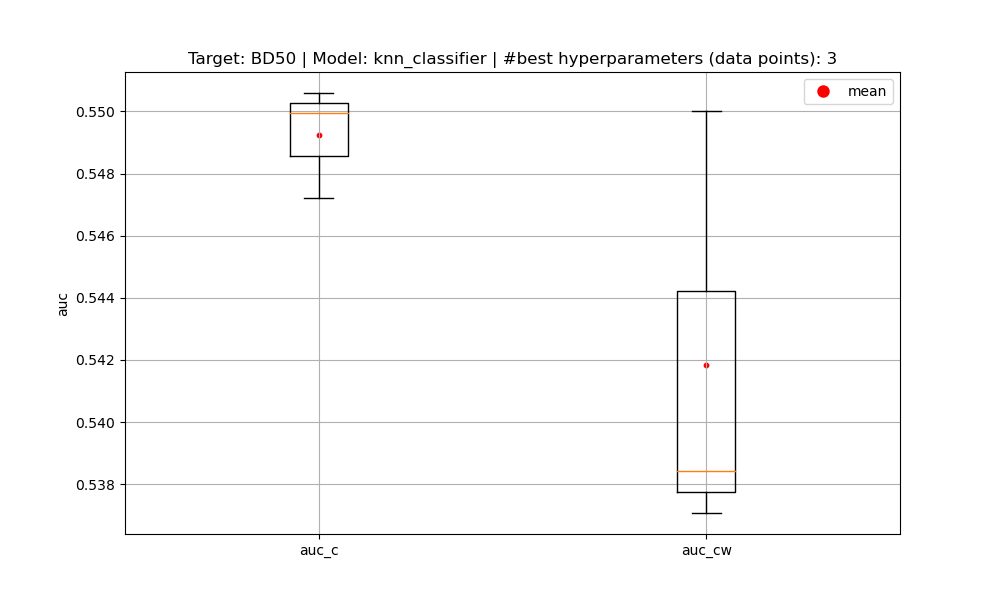 Target: BD50 | Model: knn_classifier | #best hyperparameters (data points): 3
mean
0.550
0.548
0.546
0.544
0.542
0.540
0.538
auc
auc_c
auc_cw